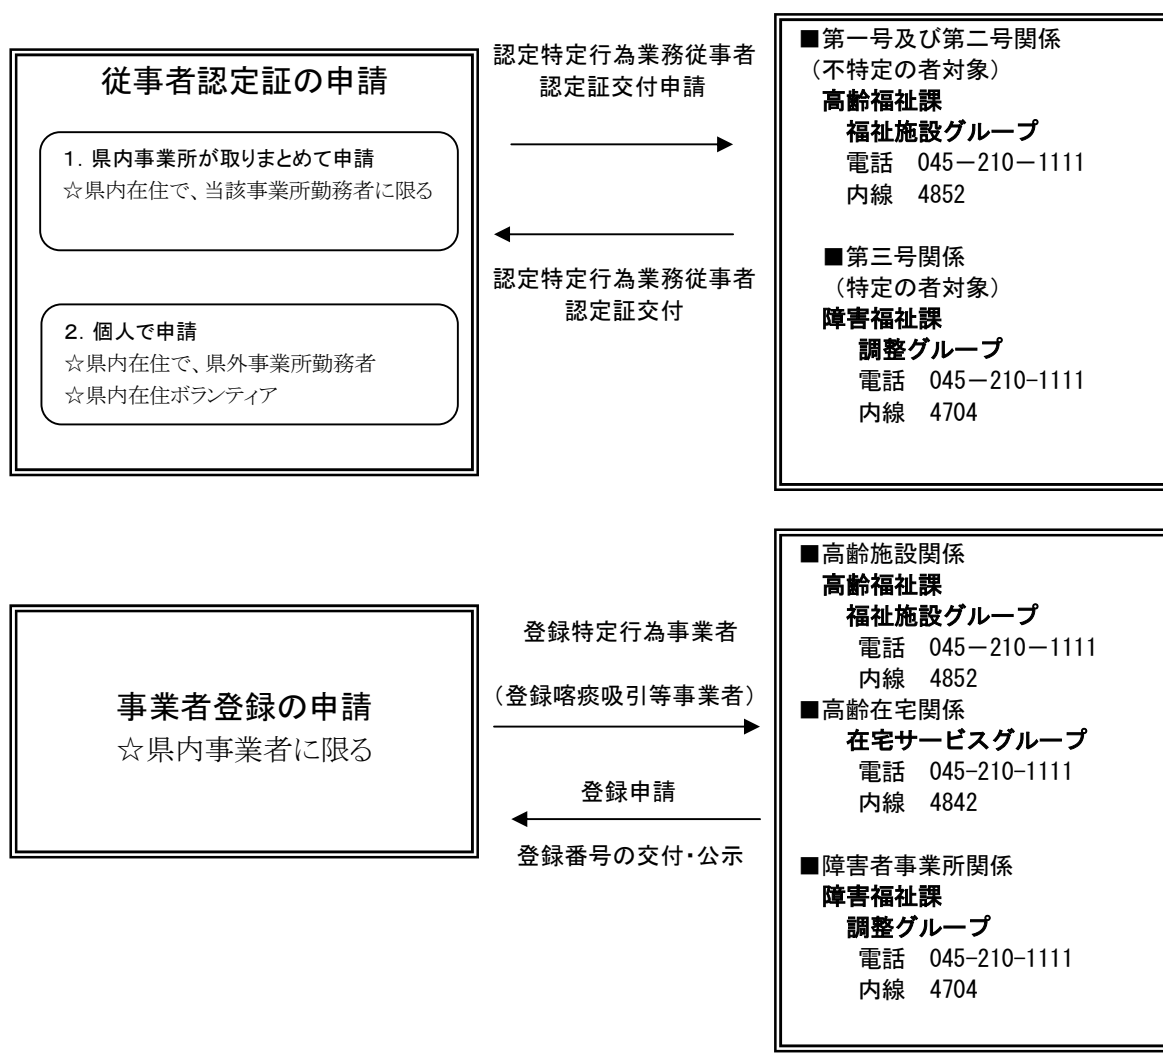 従事者認定証の申請
1．県内事業所が取りまとめて申請
☆県内在住で、当該事業所勤務者に限る
2．個人で申請
☆県内在住で、県外事業所勤務者
☆県内在住ボランティア
認定特定行為業務従事者
認定証交付申請
認定特定行為業務従事者
認定証交付
■第一号及び第二号関係
（不特定の者対象）
高齢福祉課
福祉施設グループ
電話　045－210－1111
内線　4852
■第三号関係
（特定の者対象）
障害福祉課
調整グループ
電話　045－210-1111
内線　4704
事業者登録の申請
☆県内事業者に限る
登録特定行為事業者
（登録喀痰吸引等事業者）
登録申請
登録番号の交付・公示
■高齢施設関係
高齢福祉課
福祉施設グループ
電話　045－210－1111
内線　4852
■高齢在宅関係
在宅サービスグループ
電話　045-210-1111
内線　4842
■障害者事業所関係
障害福祉課
調整グループ
電話　045-210-1111
内線　4704